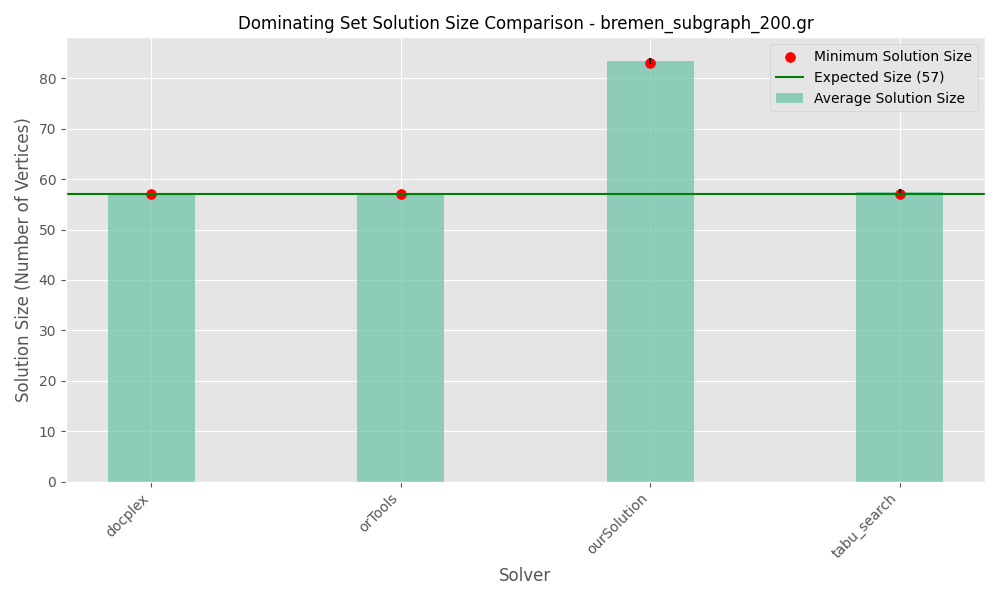 Dominating Set Solution Size Comparison - bremen_subgraph_200.gr
Minimum Solution Size
Expected Size (57)
Average Solution Size
Solution Size (Number of Vertices)
80
70
60
50
40
30
20
10
0
docplex
orTools
ourSolution
tabu_search
Solver